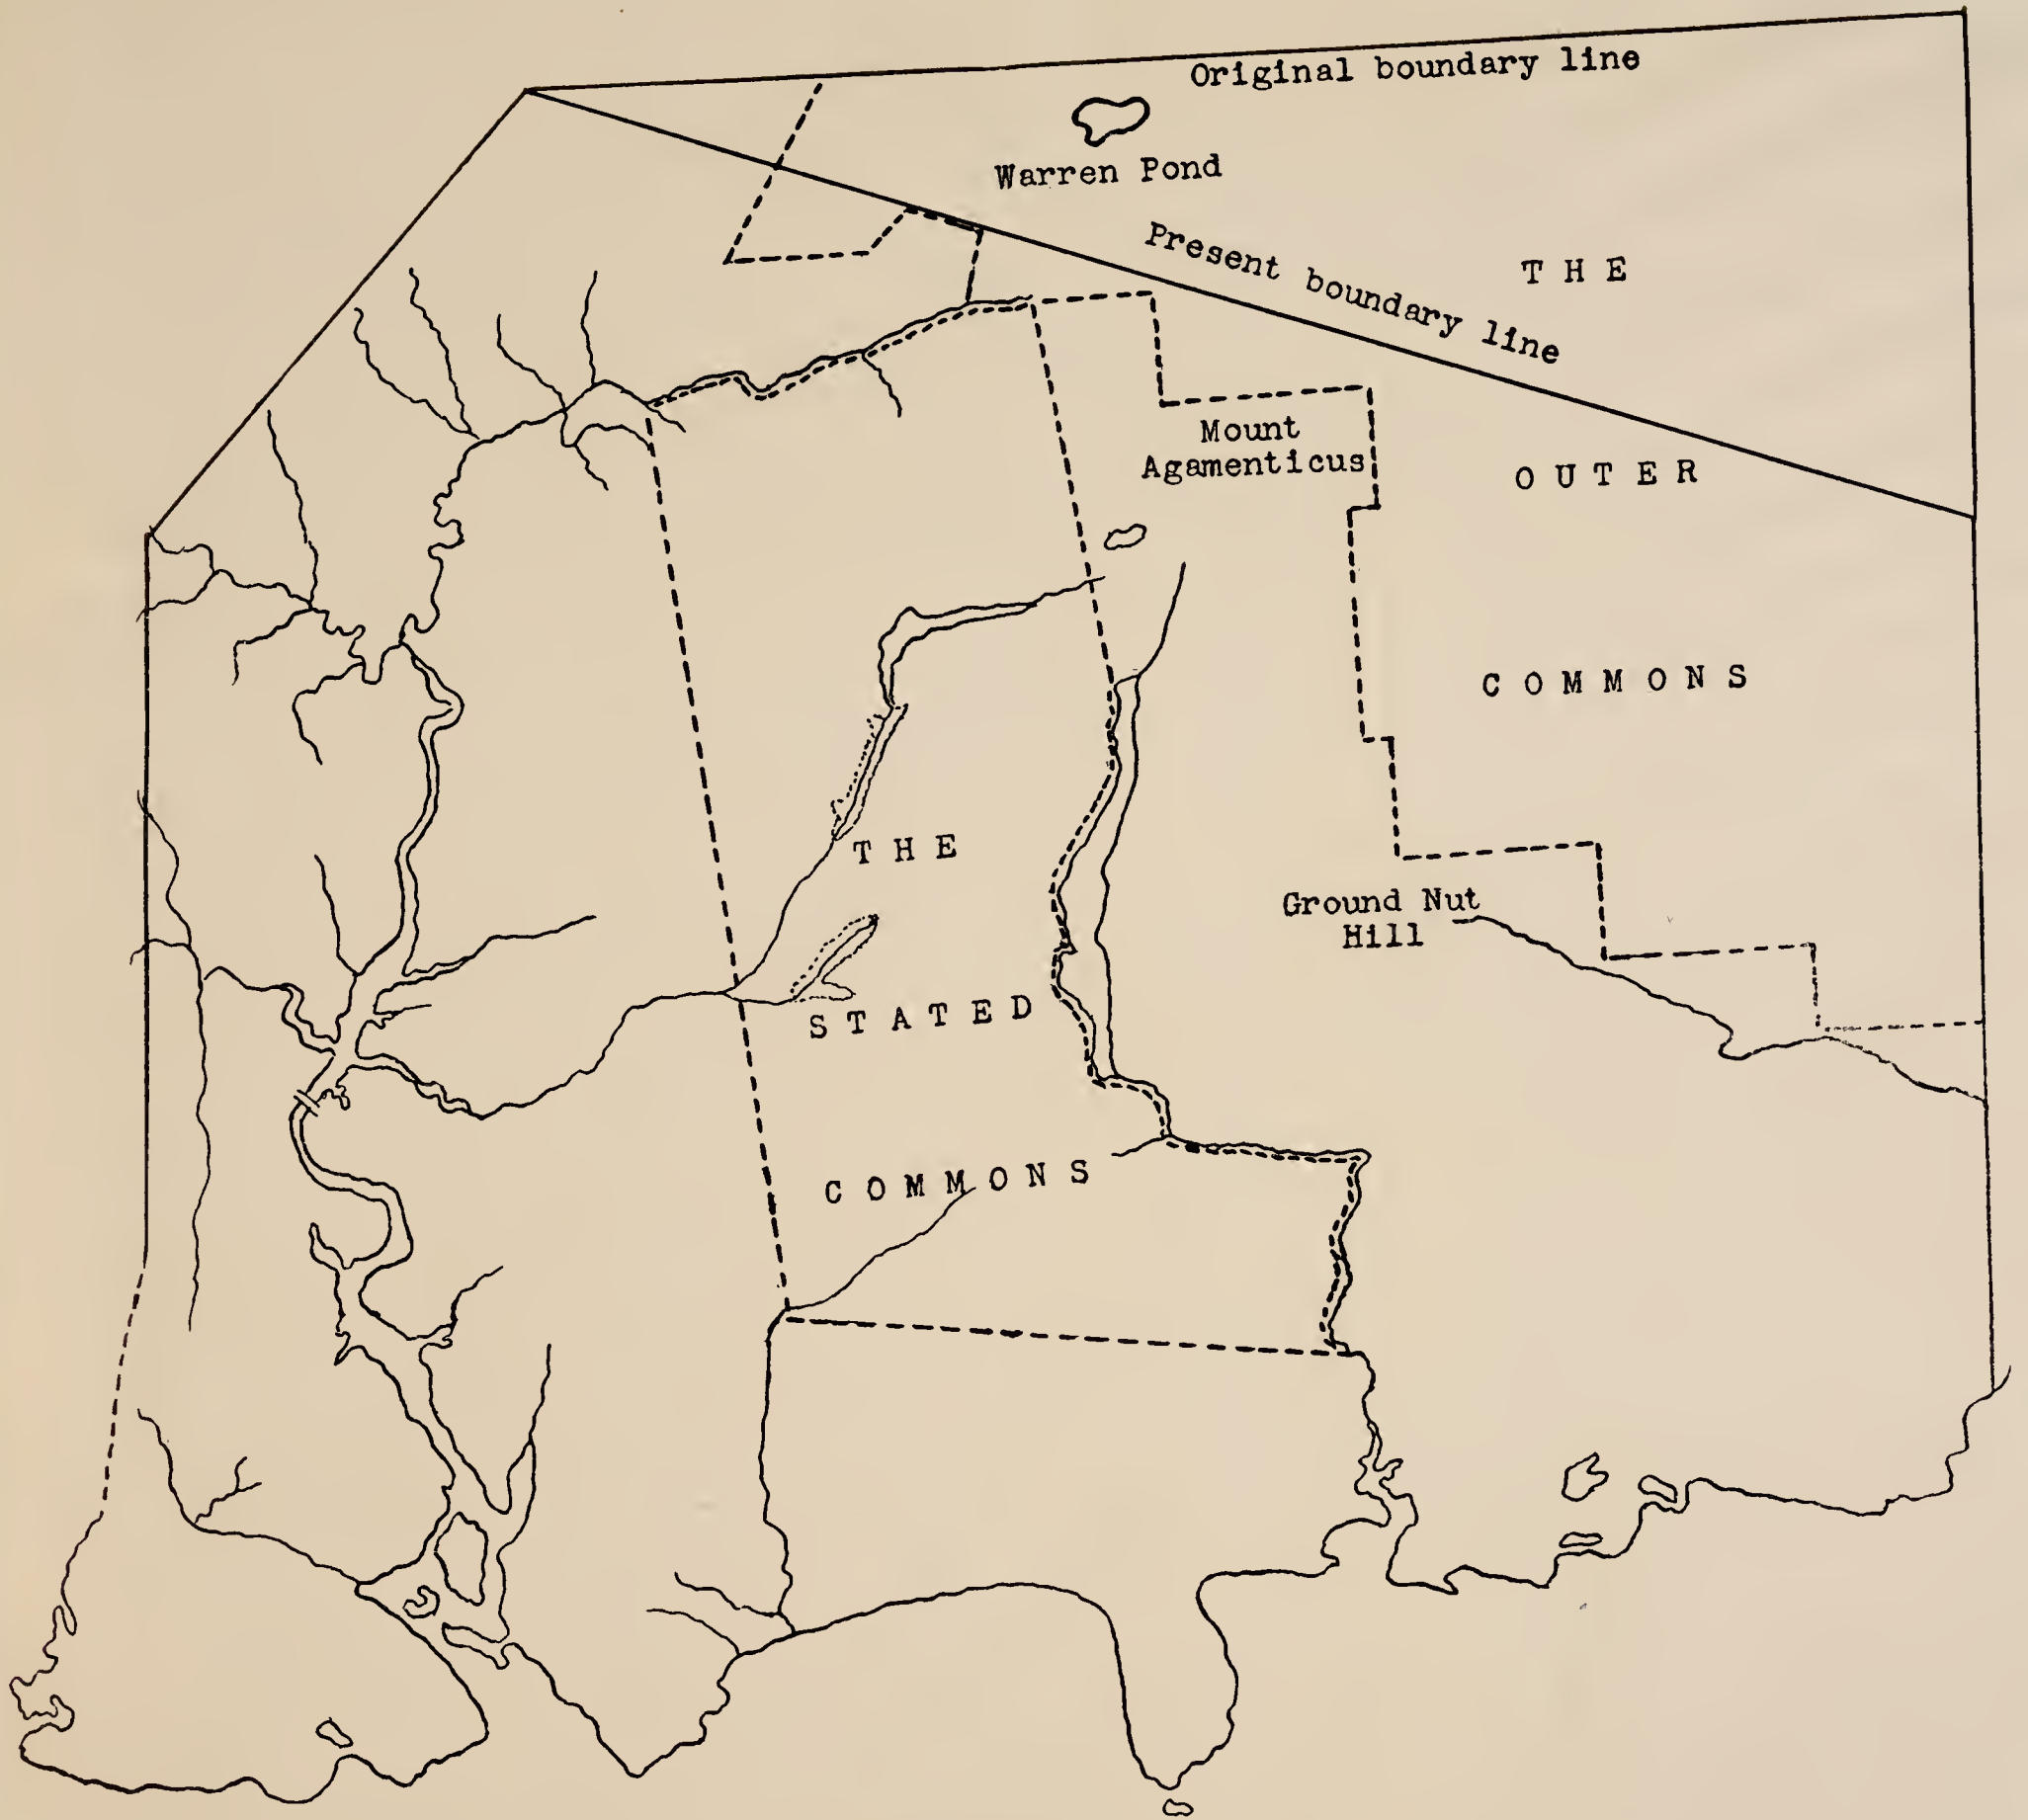 Original boundary line
Warren Pond
Present boundary line
THE
OUTER
COMMONS
Mount
Agamenticus
THE
STATED
COMMONS
Ground Nut
Hill